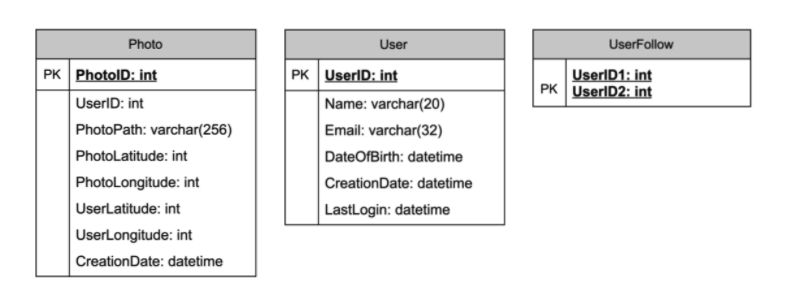 Photo
PK PhotoID: int
UserID: int
PhotoPath: varchar(256)
PhotoLatitude: int
PhotoLongitude: int
UserLatitude: int
UserLongitude: int
CreationDate: datetime
User
PK UserID: int
Name: varchar(20)
Email: varchar(32)
DateOfBirth: datetime
CreationDate: datetime
LastLogin: datetime
UserFollow
PK UserID1: int
UserID2: int